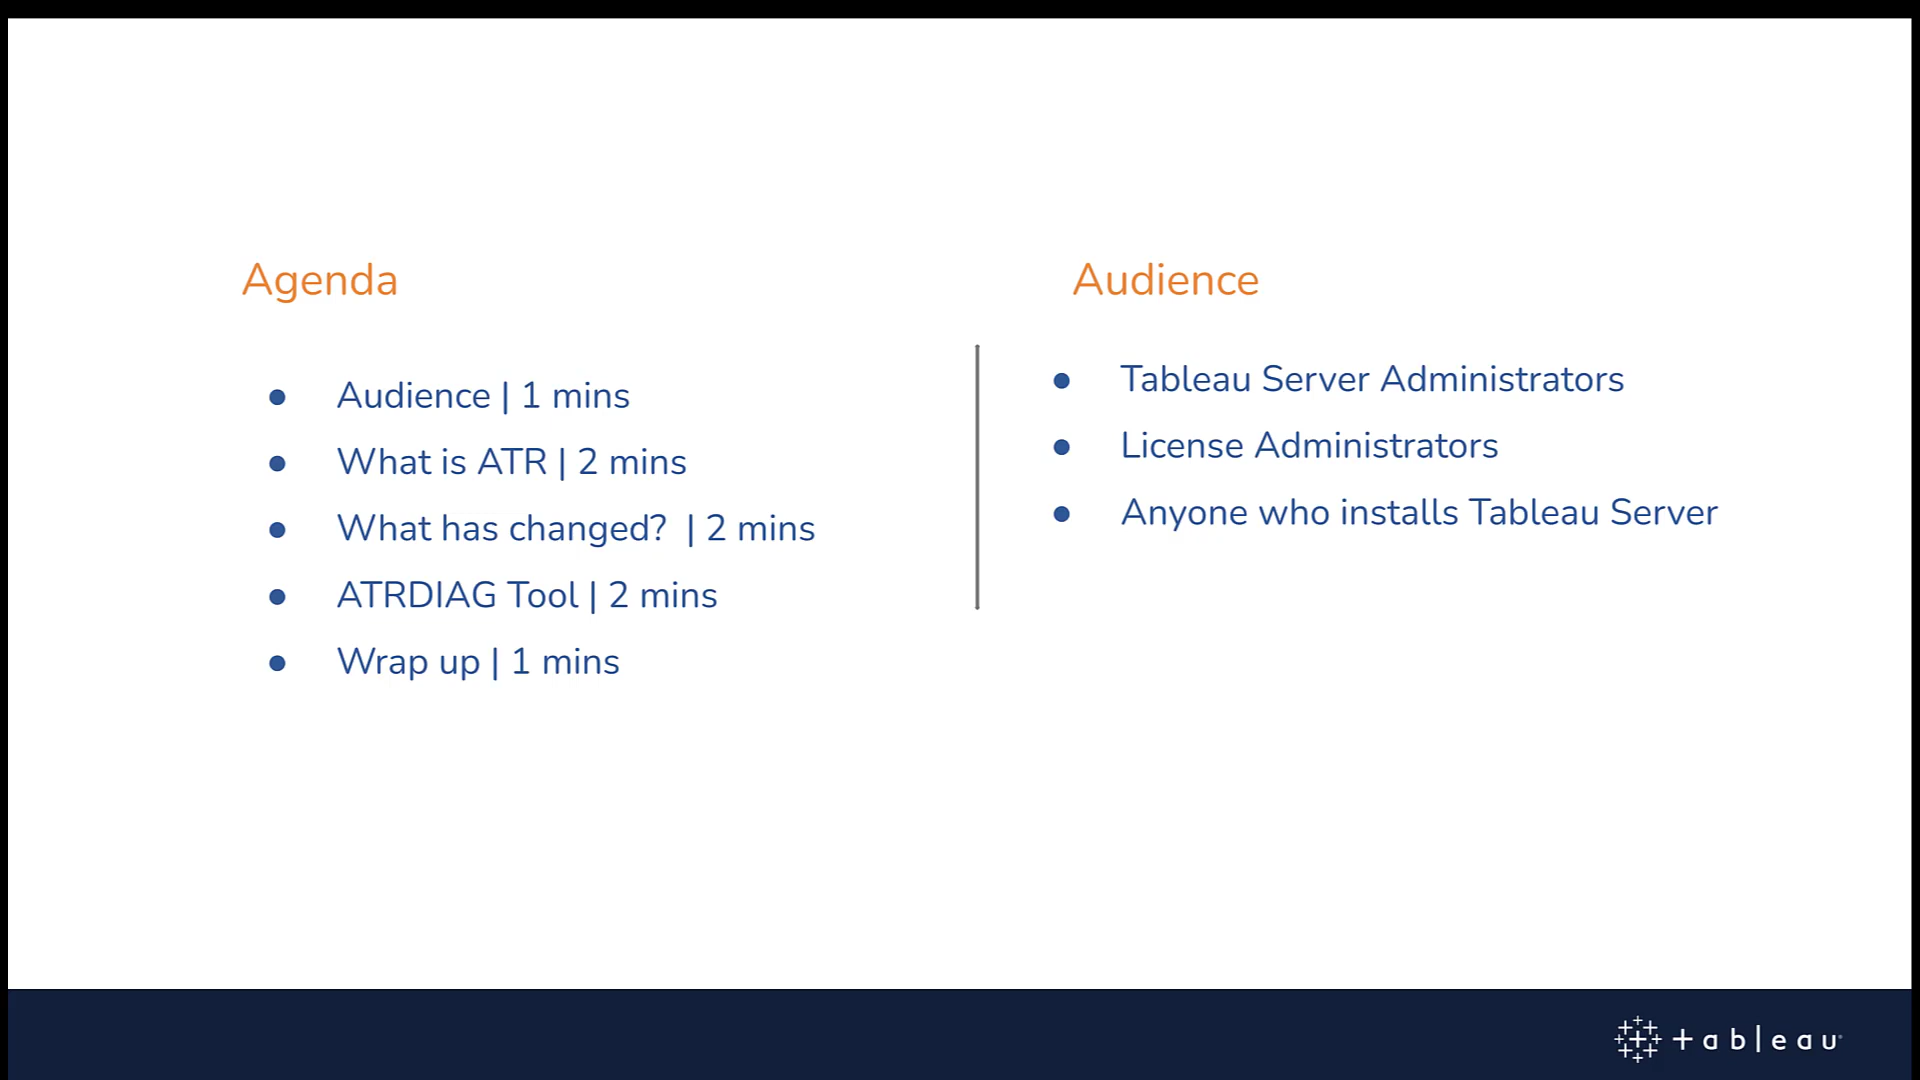 Agenda
● Audience | 1 mins
● What is ATR | 2 mins
● What has changed?  | 2 mins
● ATRDIAG Tool | 2 mins
● Wrap up | 1 mins
Audience
● Tableau Server Administrators
● License Administrators
● Anyone who installs Tableau Server
+ableau